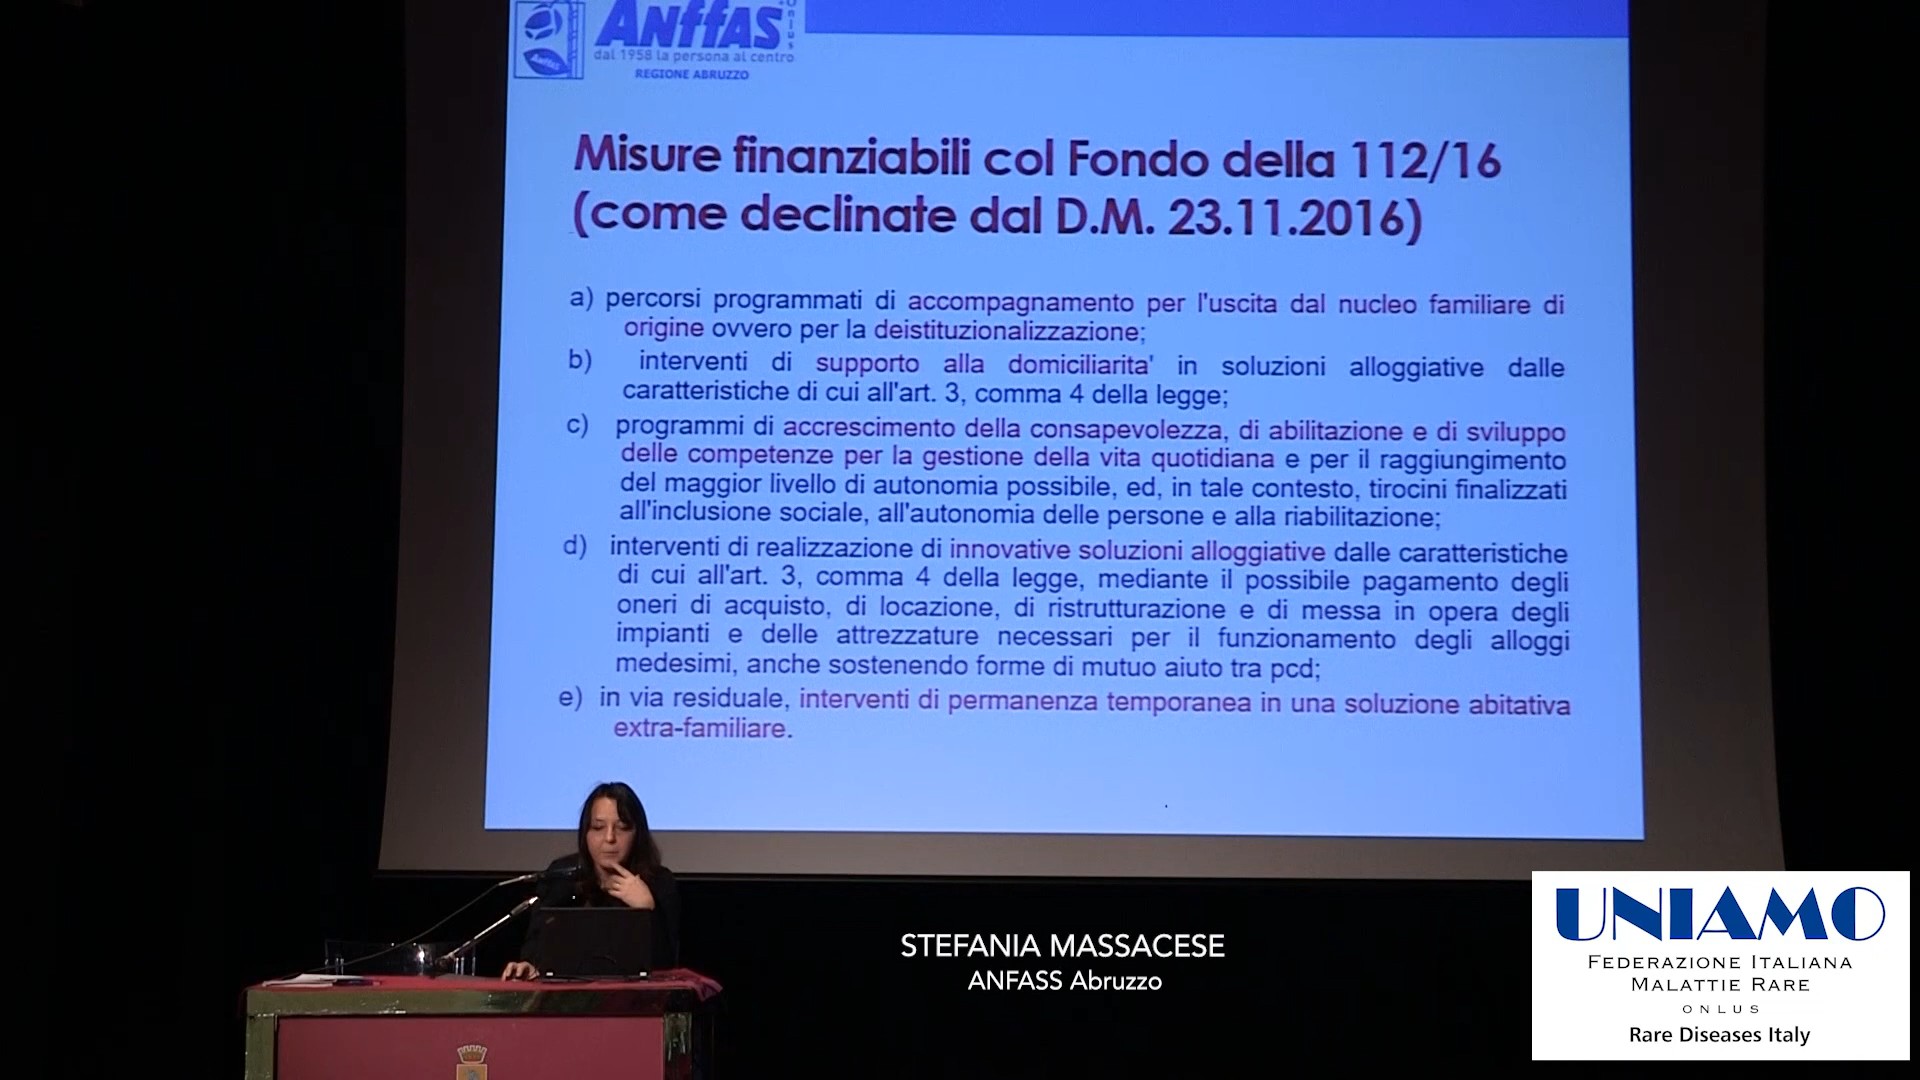 ANffAS
Onlus
dal 1958 la persona al centro
REGIONE ABRUZZO
Misure finanziabili col Fondo della 112/16
(come declinate dal D.M. 23.11.2016)
a) percorsi programmati di accompagnamento per l'uscita dal nucleo familiare di
origine ovvero per la deistituzionalizzazione;
b) interventi di supporto alla domiciliarita' in soluzioni alloggiative dalle
caratteristiche di cui all'art. 3, comma 4 della legge;
c) programmi di accrescimento della consapevolezza, di abilitazione e di sviluppo
delle competenze per la gestione della vita quotidiana e per il raggiungimento
del maggior livello di autonomia possibile, ed, in tale contesto, tirocini finalizzati
all'inclusione sociale, all'autonomia delle persone e alla riabilitazione;
d) interventi di realizzazione di innovative soluzioni alloggiative dalle caratteristiche
di cui all'art. 3, comma 4 della legge, mediante il possibile pagamento degli
oneri di acquisto, di locazione, di ristrutturazione e di messa in opera degli
impianti e delle attrezzature necessari per il funzionamento degli alloggi
medesimi, anche sostenendo forme di mutuo aiuto tra pcd;
e) in via residuale, interventi di permanenza temporanea in una soluzione abitativa
extra-familiare.
STEFANIA MASSACESE
ANFASS Abruzzo
UNIAMO
FEDERAZIONE ITALIANA
MALATTIE RARE
ONLUS
Rare Diseases Italy